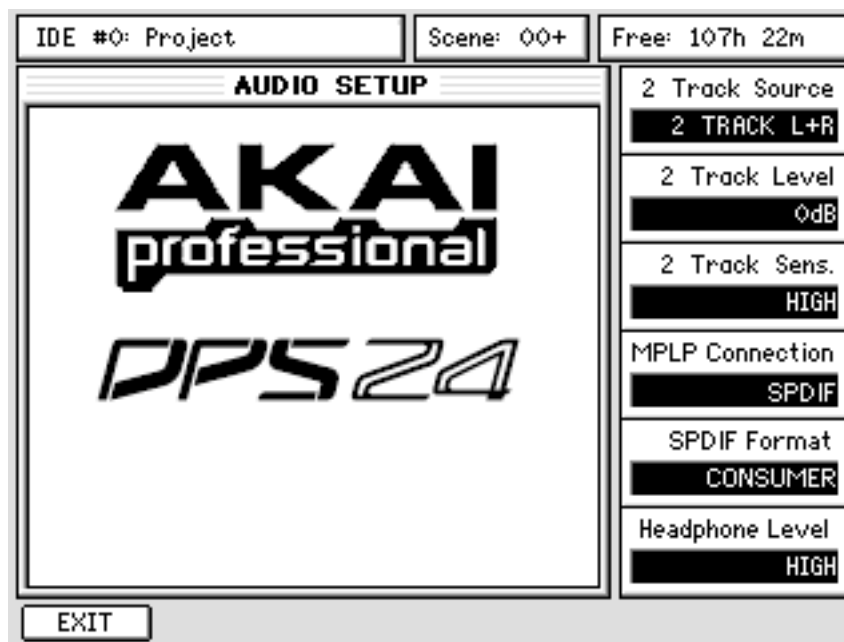 IDE #0: Project
Scene: 00+
Free: 107h 22m
AUDIO SETUP
AKAI
professional
DPS24
2 Track Source
2 TRACK L+R
2 Track Level
0dB
2 Track Sens.
HIGH
MPLP Connection
SPDIF
SPDIF Format
CONSUMER
Headphone Level
HIGH
EXIT